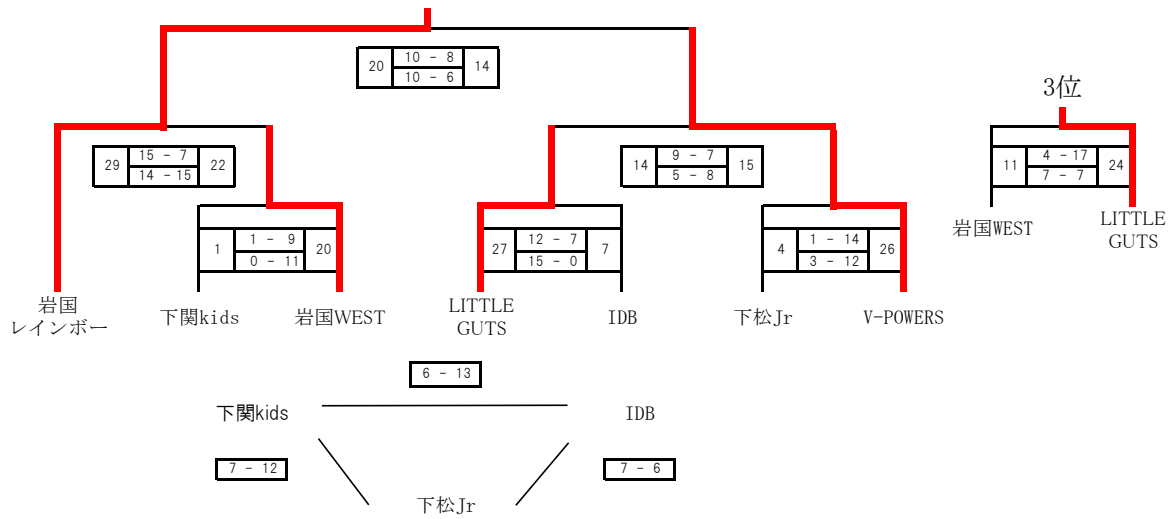 20 10 - 8 14
10 - 6
3位
29 15 - 7 22
14 - 15
14 9 - 7 15
5 - 8
11 4 - 17 24
7 - 7
岩国WEST
LITTLE
GUTS
1 1 - 9 20
0 - 11
27 12 - 7 7
15 - 0
4 1 - 14 26
3 - 12
岩国
レインボー
下関kids
岩国WEST
LITTLE
GUTS
IDB
下松Jr
V-POWERS
6 - 13
下関kids
IDB
7 - 12
7 - 6
下松Jr